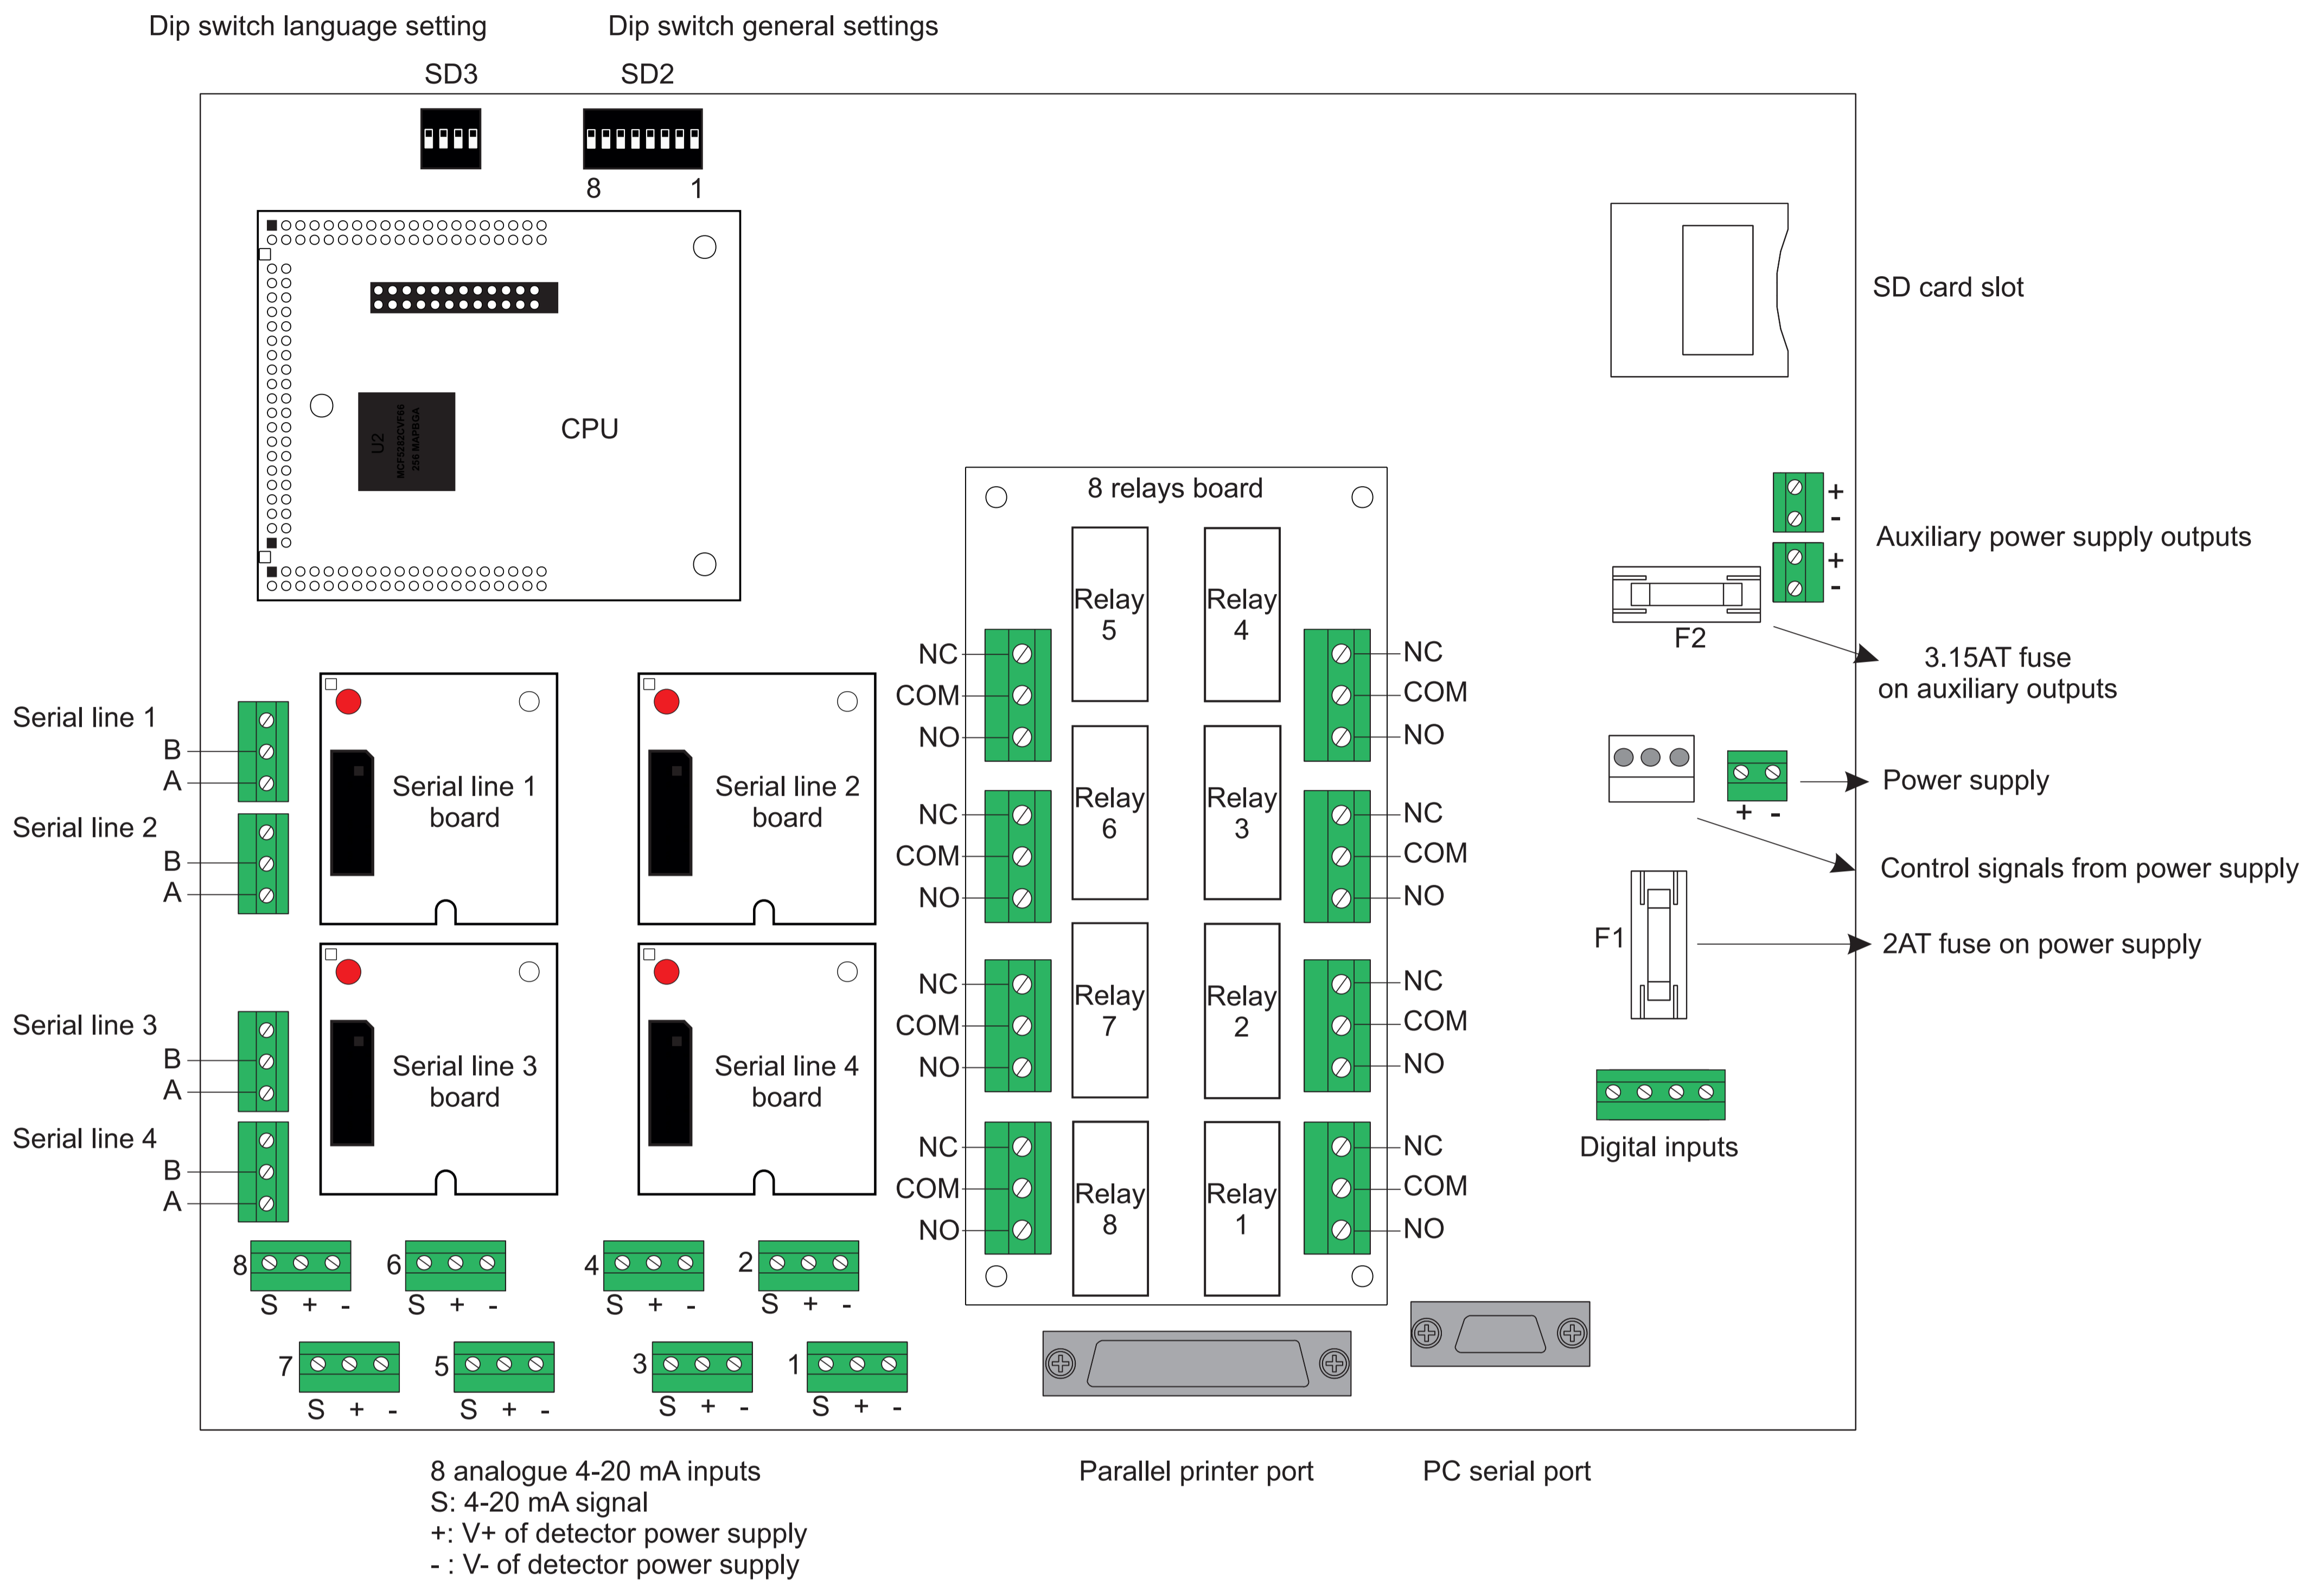 Dip switch language setting
Dip switch general settings
SD3
SD2
8
1
CPU
U2
MCF5282CVF66
256 MAPBGA
SD card slot
8 relays board
+
-
Auxiliary power supply outputs
+
-
F2
3.15AT fuse
on auxiliary outputs
Relay
5
Relay
4
NC
COM
NO
NC
COM
NO
Relay
6
Relay
3
NC
COM
NO
NC
COM
NO
Relay
7
Relay
2
NC
COM
NO
NC
COM
NO
Relay
8
Relay
1
NC
COM
NO
NC
COM
NO
Power supply
+ -
Control signals from power supply
F1
2AT fuse on power supply
Digital inputs
Serial line 1
B
A
Serial line 2
B
A
Serial line 3
B
A
Serial line 4
B
A
Serial line 1
board
Serial line 2
board
Serial line 3
board
Serial line 4
board
8
S + -
6
S + -
4
S + -
2
S + -
7
S + -
5
S + -
3
S + -
1
S + -
8 analogue 4-20 mA inputs
S: 4-20 mA signal
+: V+ of detector power supply
- : V- of detector power supply
Parallel printer port
PC serial port